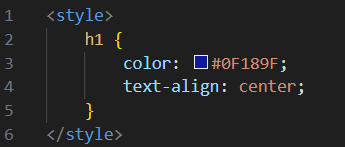 1 <style>
2 h1 {
3 color: #0F189F;
4 text-align: center;
5 }
6 </style>